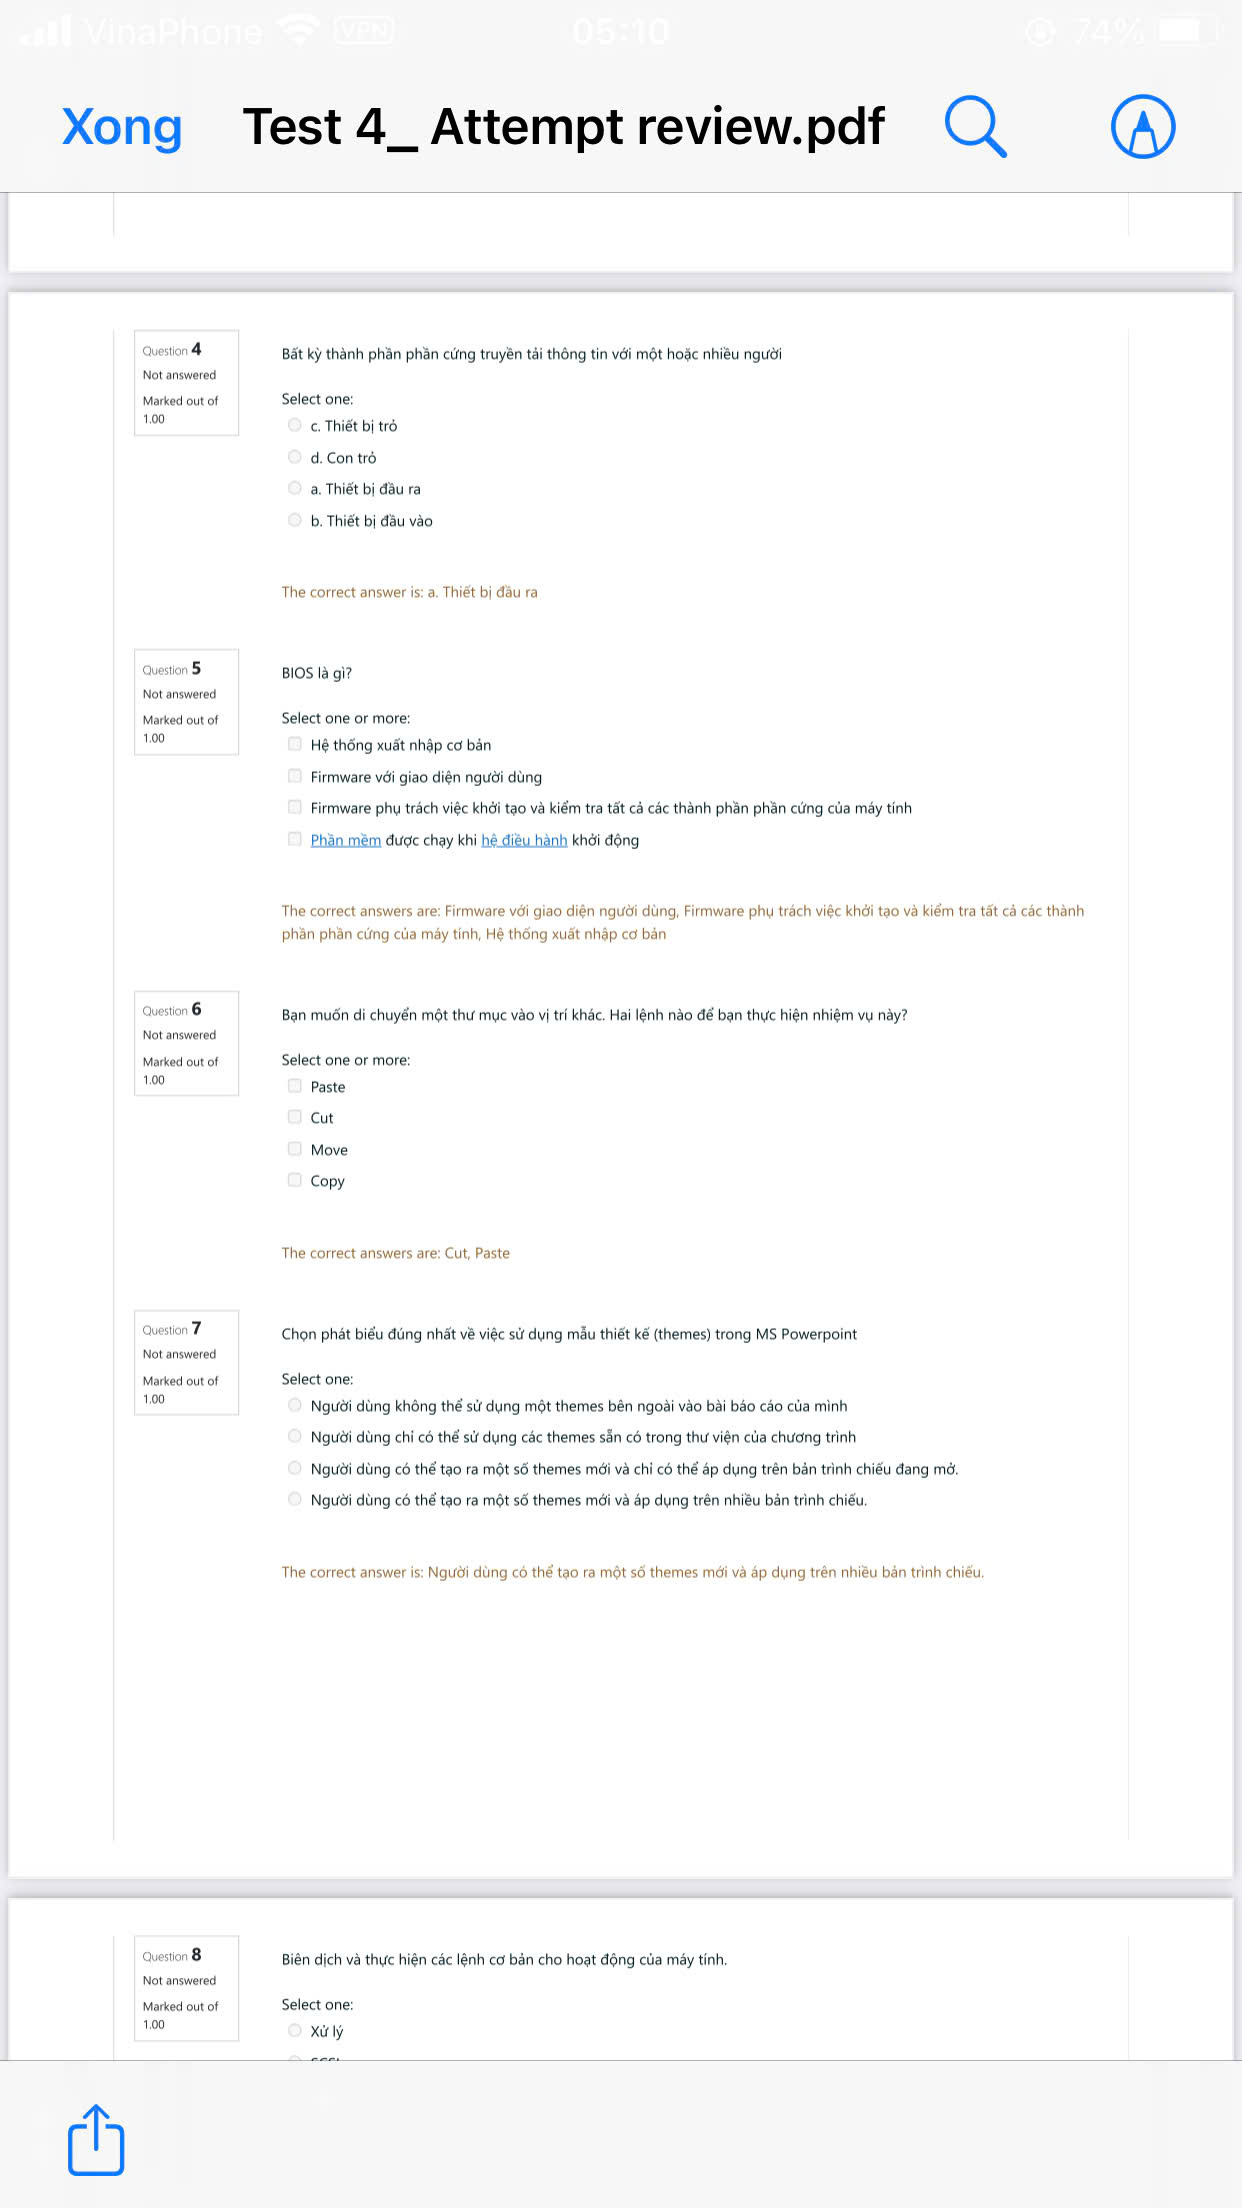 VinaPhone VPN 05:10 74%
Xong Test 4_ Attempt review.pdf
Question 4
Not answered
Marked out of
1.00
Bất kỳ thành phần phần cứng truyền tải thông tin với một hoặc nhiều người
Select one:
c. Thiết bị trỏ
d. Con trỏ
a. Thiết bị đầu ra
b. Thiết bị đầu vào
The correct answer is: a. Thiết bị đầu ra
Question 5
Not answered
Marked out of
1.00
BIOS là gì?
Select one or more:
Hệ thống xuất nhập cơ bản
Firmware với giao diện người dùng
Firmware phụ trách việc khởi tạo và kiểm tra tất cả các thành phần phần cứng của máy tính
Phần mềm được chạy khi hệ điều hành khởi động
The correct answers are: Firmware với giao diện người dùng, Firmware phụ trách việc khởi tạo và kiểm tra tất cả các thành
phần phần cứng của máy tính, Hệ thống xuất nhập cơ bản
Question 6
Not answered
Marked out of
1.00
Bạn muốn di chuyển một thư mục vào vị trí khác. Hai lệnh nào để bạn thực hiện nhiệm vụ này?
Select one or more:
Paste
Cut
Move
Copy
The correct answers are: Cut, Paste
Question 7
Not answered
Marked out of
1.00
Chọn phát biểu đúng nhất về việc sử dụng mẫu thiết kế (themes) trong MS Powerpoint
Select one:
Người dùng không thể sử dụng một themes bên ngoài vào bài báo cáo của mình
Người dùng chỉ có thể sử dụng các themes sẵn có trong thư viện của chương trình
Người dùng có thể tạo ra một số themes mới và chỉ có thể áp dụng trên bản trình chiếu đang mở.
Người dùng có thể tạo ra một số themes mới và áp dụng trên nhiều bản trình chiếu.
The correct answer is: Người dùng có thể tạo ra một số themes mới và áp dụng trên nhiều bản trình chiếu.
Question 8
Not answered
Marked out of
1.00
Biên dịch và thực hiện các lệnh cơ bản cho hoạt động của máy tính.
Select one:
Xử lý